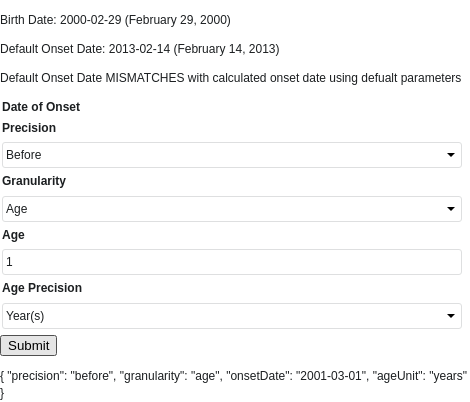 Birth Date: 2000-02-29 (February 29, 2000)
Default Onset Date: 2013-02-14 (February 14, 2013)
Default Onset Date MISMATCHES with calculated onset date using defualt parameters
Date of Onset
Precision
Before
Granularity
Age
Age
1
Age Precision
Year(s)
Submit
{ "precision": "before", "granularity": "age", "onsetDate": "2001-03-01", "ageUnit": "years"
}